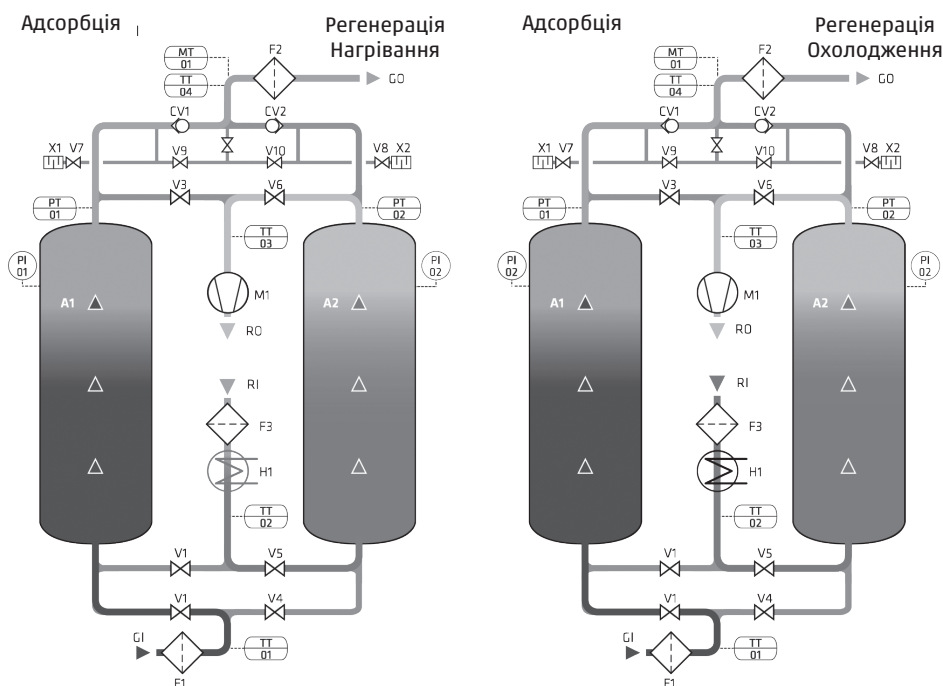 Адсорбція
Регенерація
Нагрівання
MT
01
TT
04
F2
GO
CV1
CV2
X1 V7
V9
V10
V8 X2
V3
V6
PT
01
PT
02
TT
03
PI
01
PI
02
A1
A2
M1
RO
RI
F3
H1
TT
02
V1
V5
V1
V4
GI
TT
01
F1
Адсорбція
Регенерація
Охолодження
MT
01
TT
04
F2
GO
CV1
CV2
X1 V7
V9
V10
V8 X2
V3
V6
PT
01
PT
02
TT
03
PI
02
PI
02
A1
A2
M1
RO
RI
F3
H1
TT
02
V1
V5
V1
V4
GI
TT
01
F1